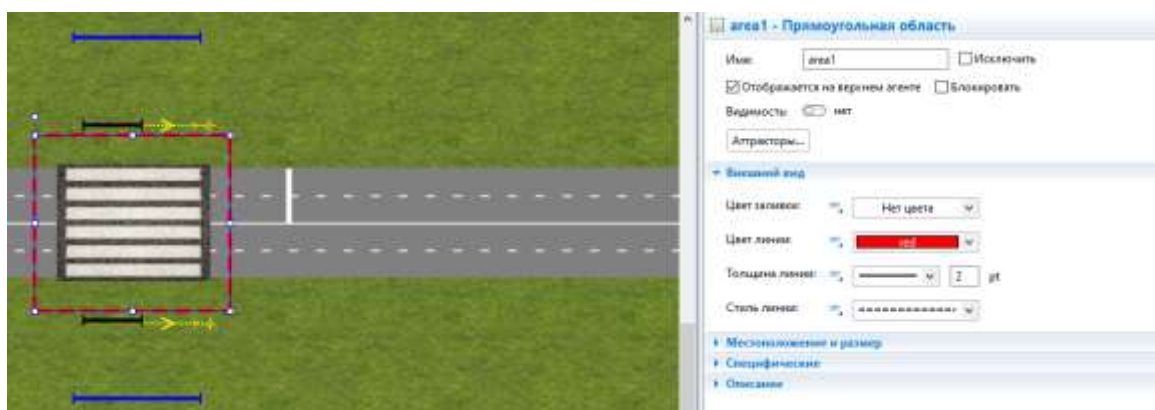 area1 - Прямоугольная область
Имя: area1 Исключить
Отображается на верхнем агенте Блокировать
Видимость: нет
Аттракторы...
Внешний вид
Цвет заливки: Нет цвета
Цвет линии: red
Толщина линии: 2 pt
Стиль линии:
Местоположение и размер
Специфические
Описание